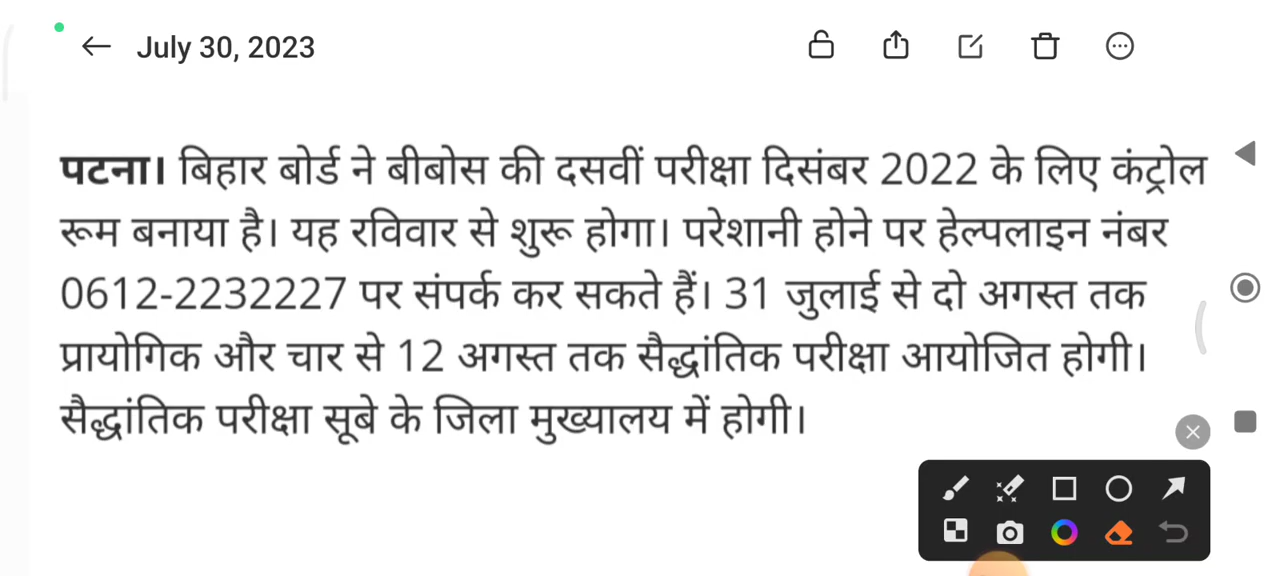 July 30, 2023
पटना। बिहार बोर्ड ने बीबोस की दसवीं परीक्षा दिसंबर 2022 के लिए कंट्रोल
रूम बनाया है। यह रविवार से शुरू होगा। परेशानी होने पर हेल्पलाइन नंबर
0612-2232227 पर संपर्क कर सकते हैं। 31 जुलाई से दो अगस्त तक
प्रायोगिक और चार से 12 अगस्त तक सैद्धांतिक परीक्षा आयोजित होगी।
सैद्धांतिक परीक्षा सूबे के जिला मुख्यालय में होगी।